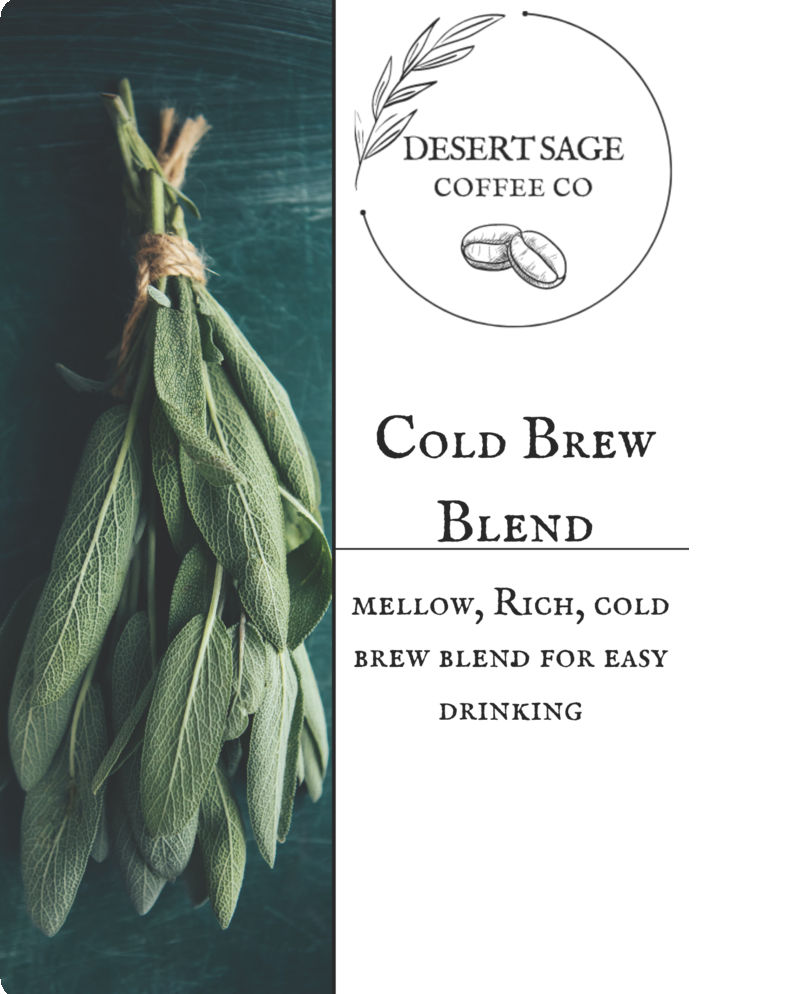 DESERT SAGE
COFFEE CO
Cold Brew
Blend
mellow, Rich, cold
brew blend for easy
drinking